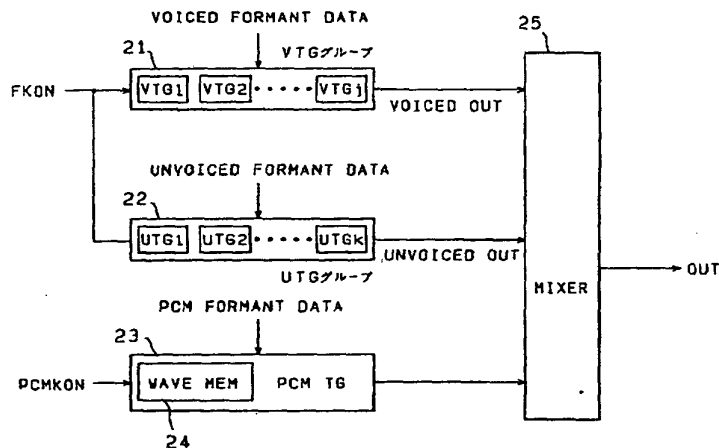 VOICED FORMANT DATA
25
21
VTGグループ
FKON
VTG1 VTG2 ····· VTGj
VOICED OUT
UNVOICED FORMANT DATA
22
UTG1 UTG2 ····· UTGk
UNVOICED OUT
UTGグループ
OUT
MIXER
PCM FORMANT DATA
23
PCMKON
WAVE MEM
PCM TG
24